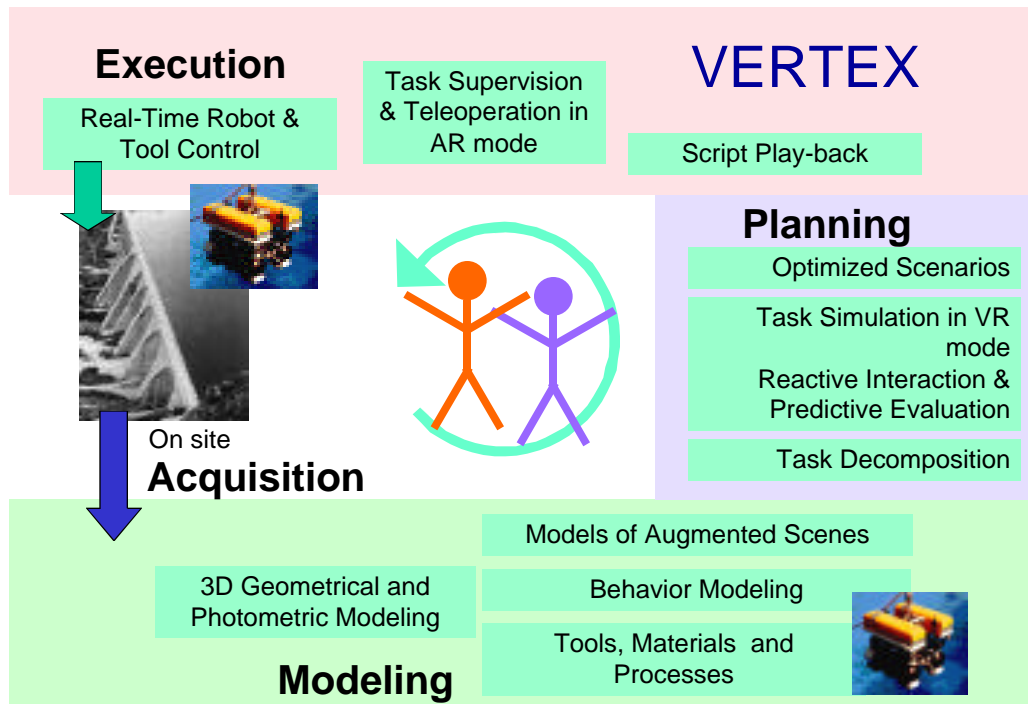 Execution
Real-Time Robot &
Tool Control
Task Supervision
& Teleoperation in
AR mode
VERTEX
Script Play-back
Planning
Optimized Scenarios
Task Simulation in VR
mode
Reactive Interaction &
Predictive Evaluation
Task Decomposition
On site
Acquisition
Models of Augmented Scenes
3D Geometrical and
Photometric Modeling
Behavior Modeling
Tools, Materials and
Processes
Modeling